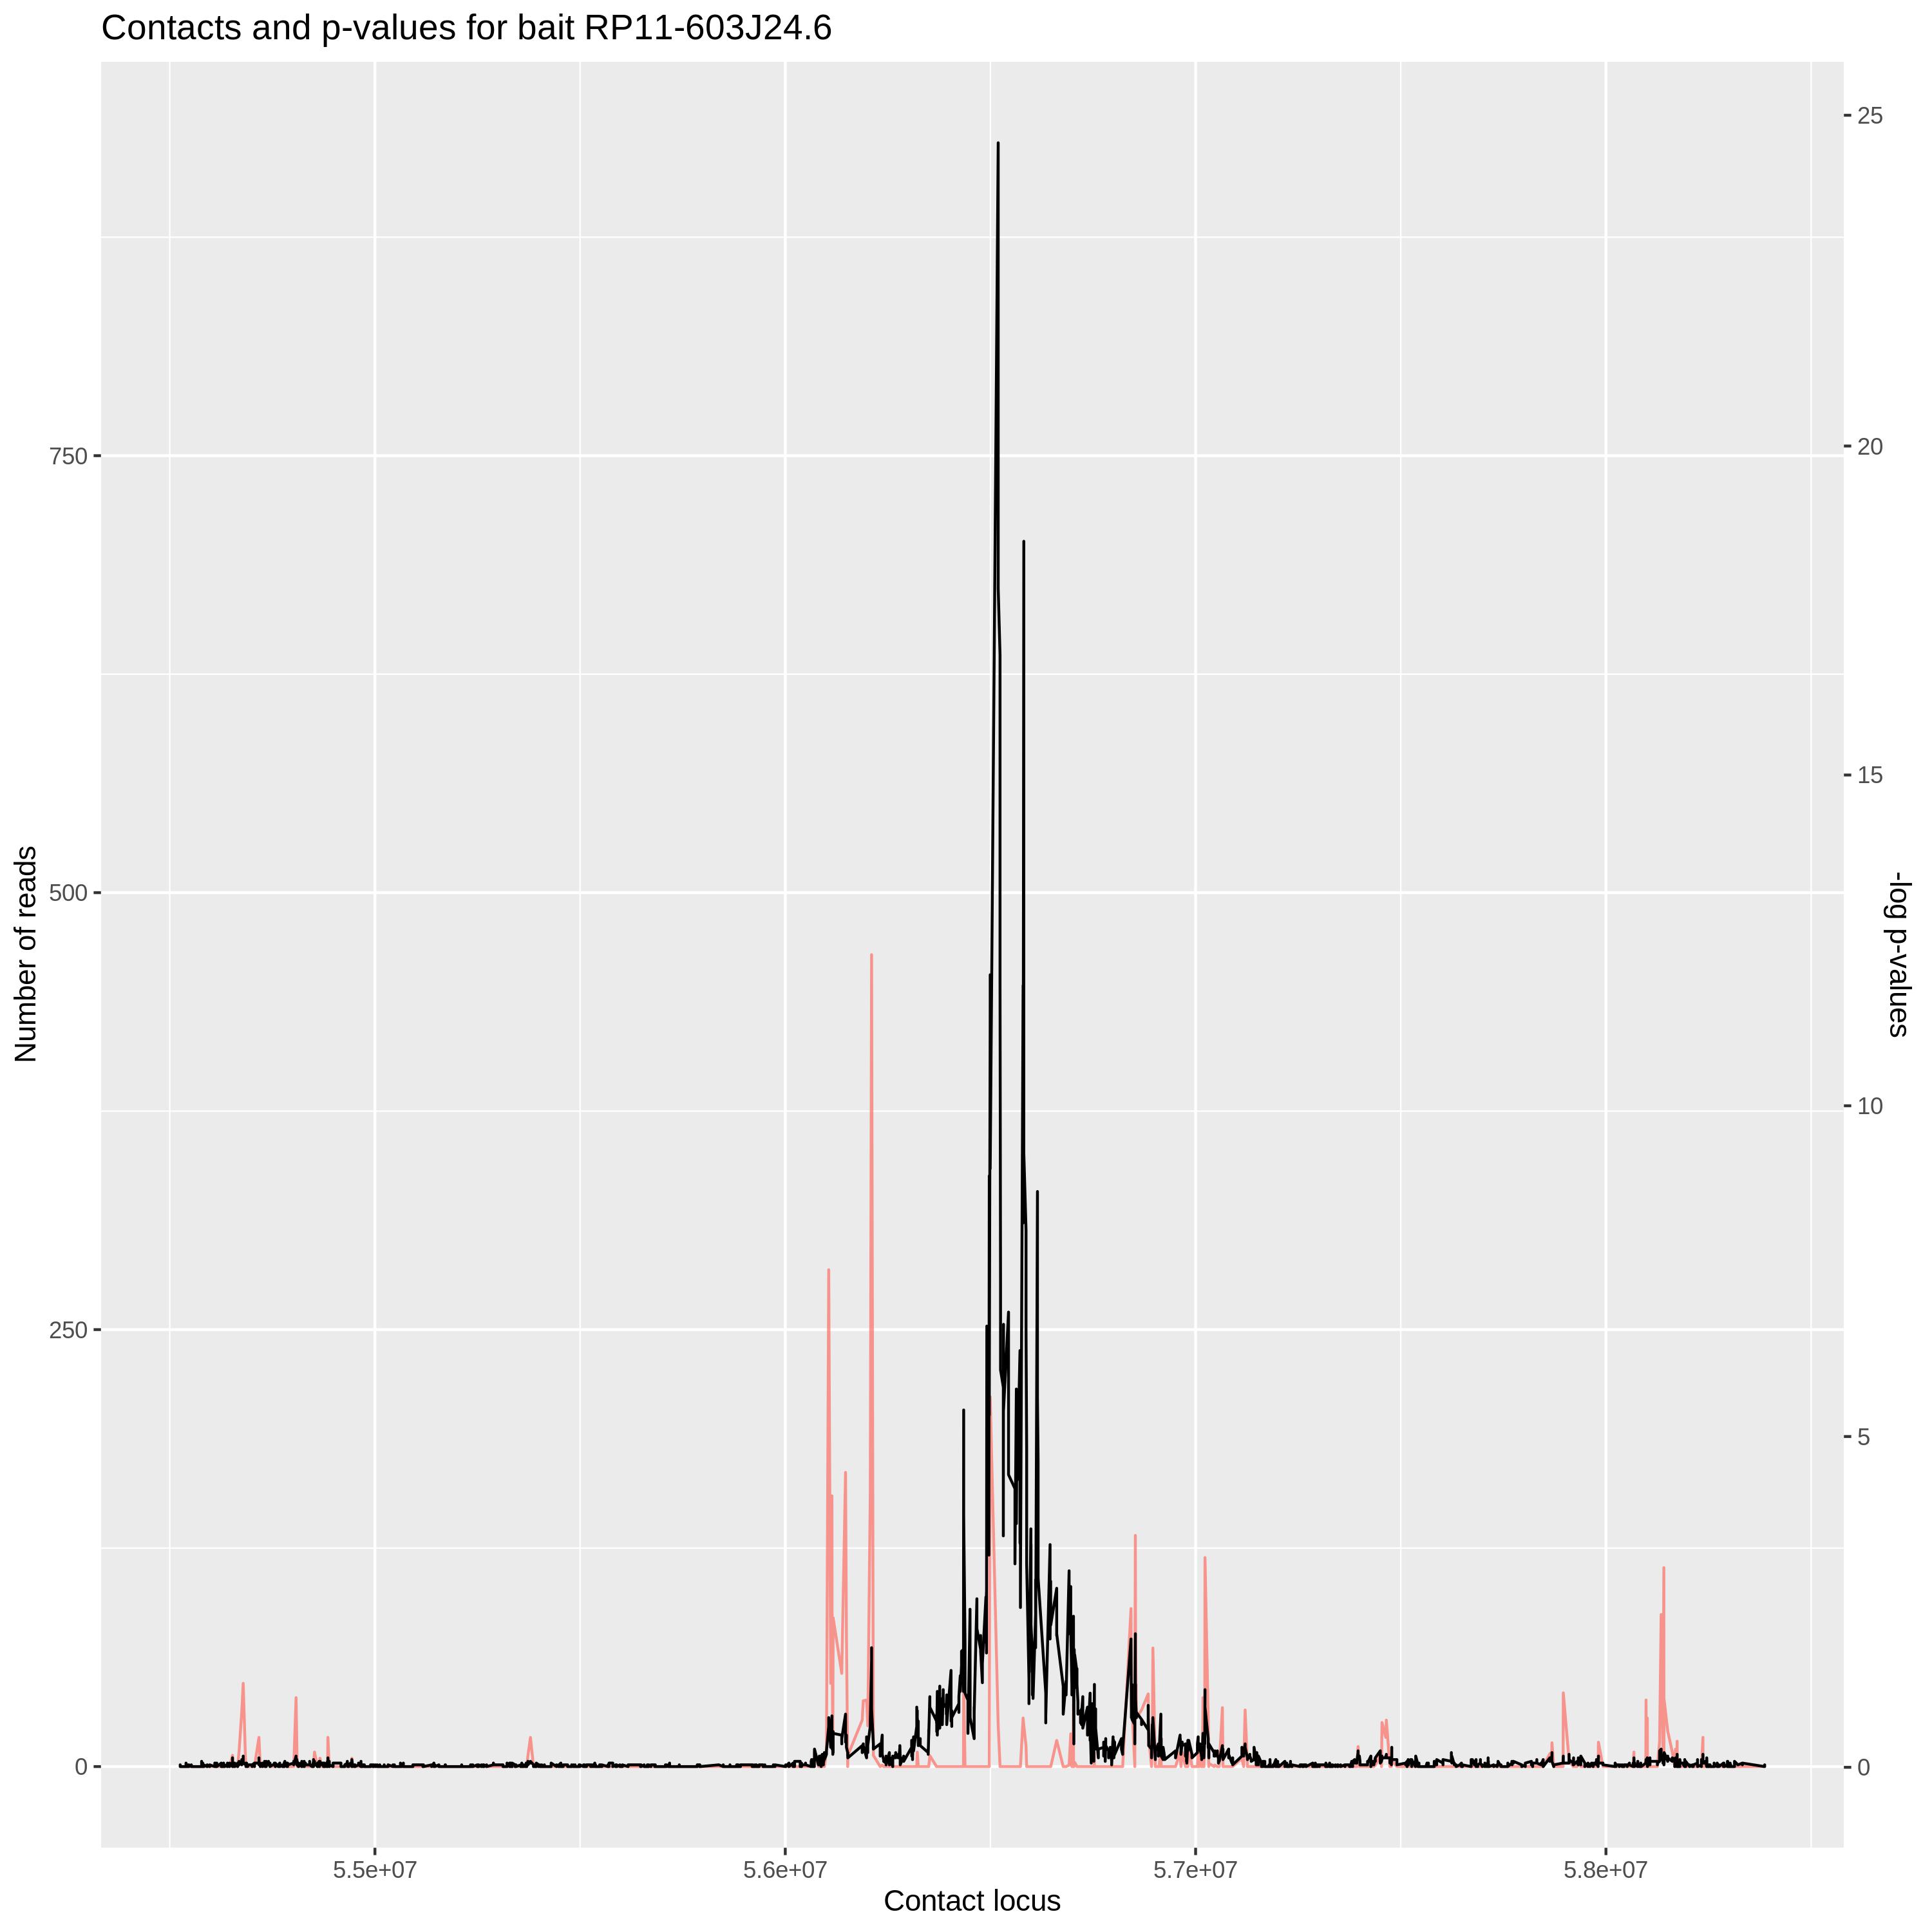 Contacts and p-values for bait RP11-603J24.6
Number of reads
750
500
250
0
25
20
15
10
5
0
-log p-values
5.5e+07
5.6e+07
5.7e+07
5.8e+07
Contact locus